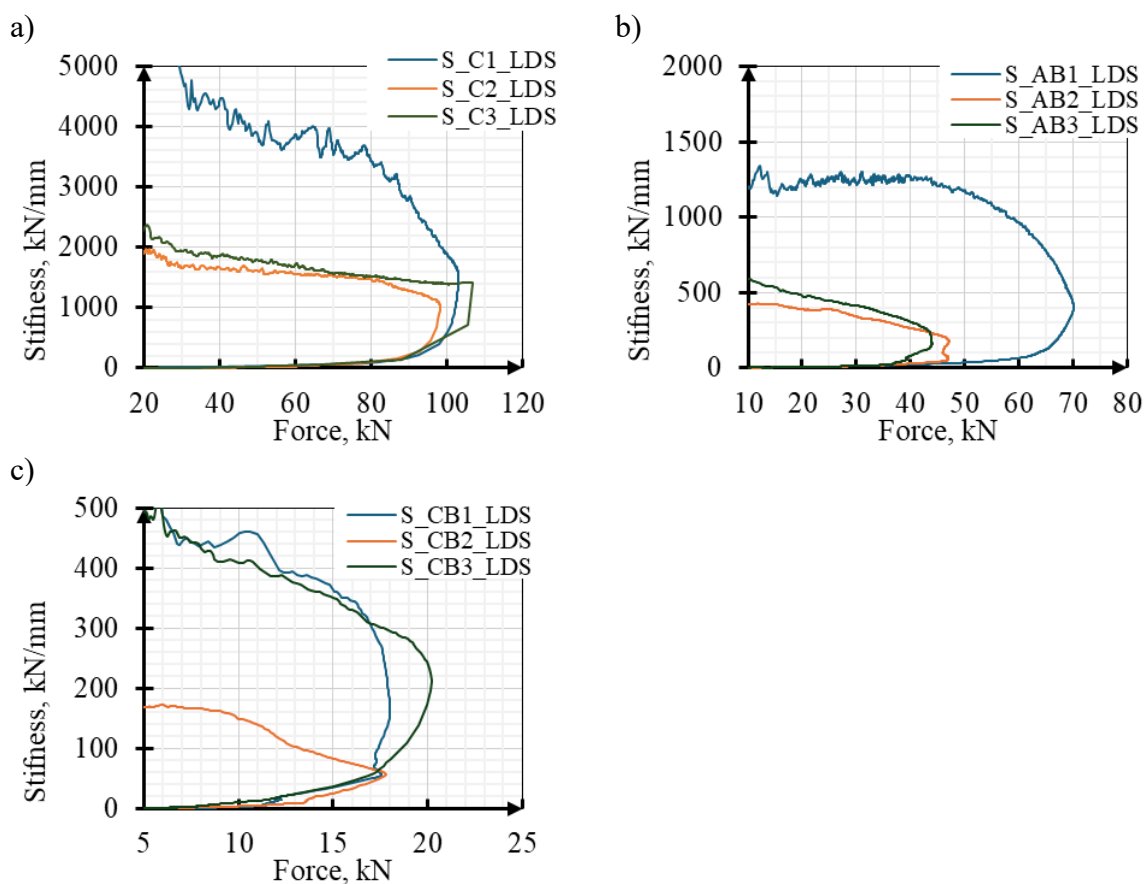 a)
S_C1_LDS
S_C2_LDS
S_C3_LDS
5000
4000
3000
2000
1000
0
Stifness, kN/mm
20 40 60 80 100 120
Force, kN
b)
S_AB1_LDS
S_AB2_LDS
S_AB3_LDS
2000
1500
1000
500
0
Stifness, kN/mm
10 20 30 40 50 60 70 80
Force, kN
c)
S_CB1_LDS
S_CB2_LDS
S_CB3_LDS
500
400
300
200
100
0
Stifness, kN/mm
5 10 15 20 25
Force, kN